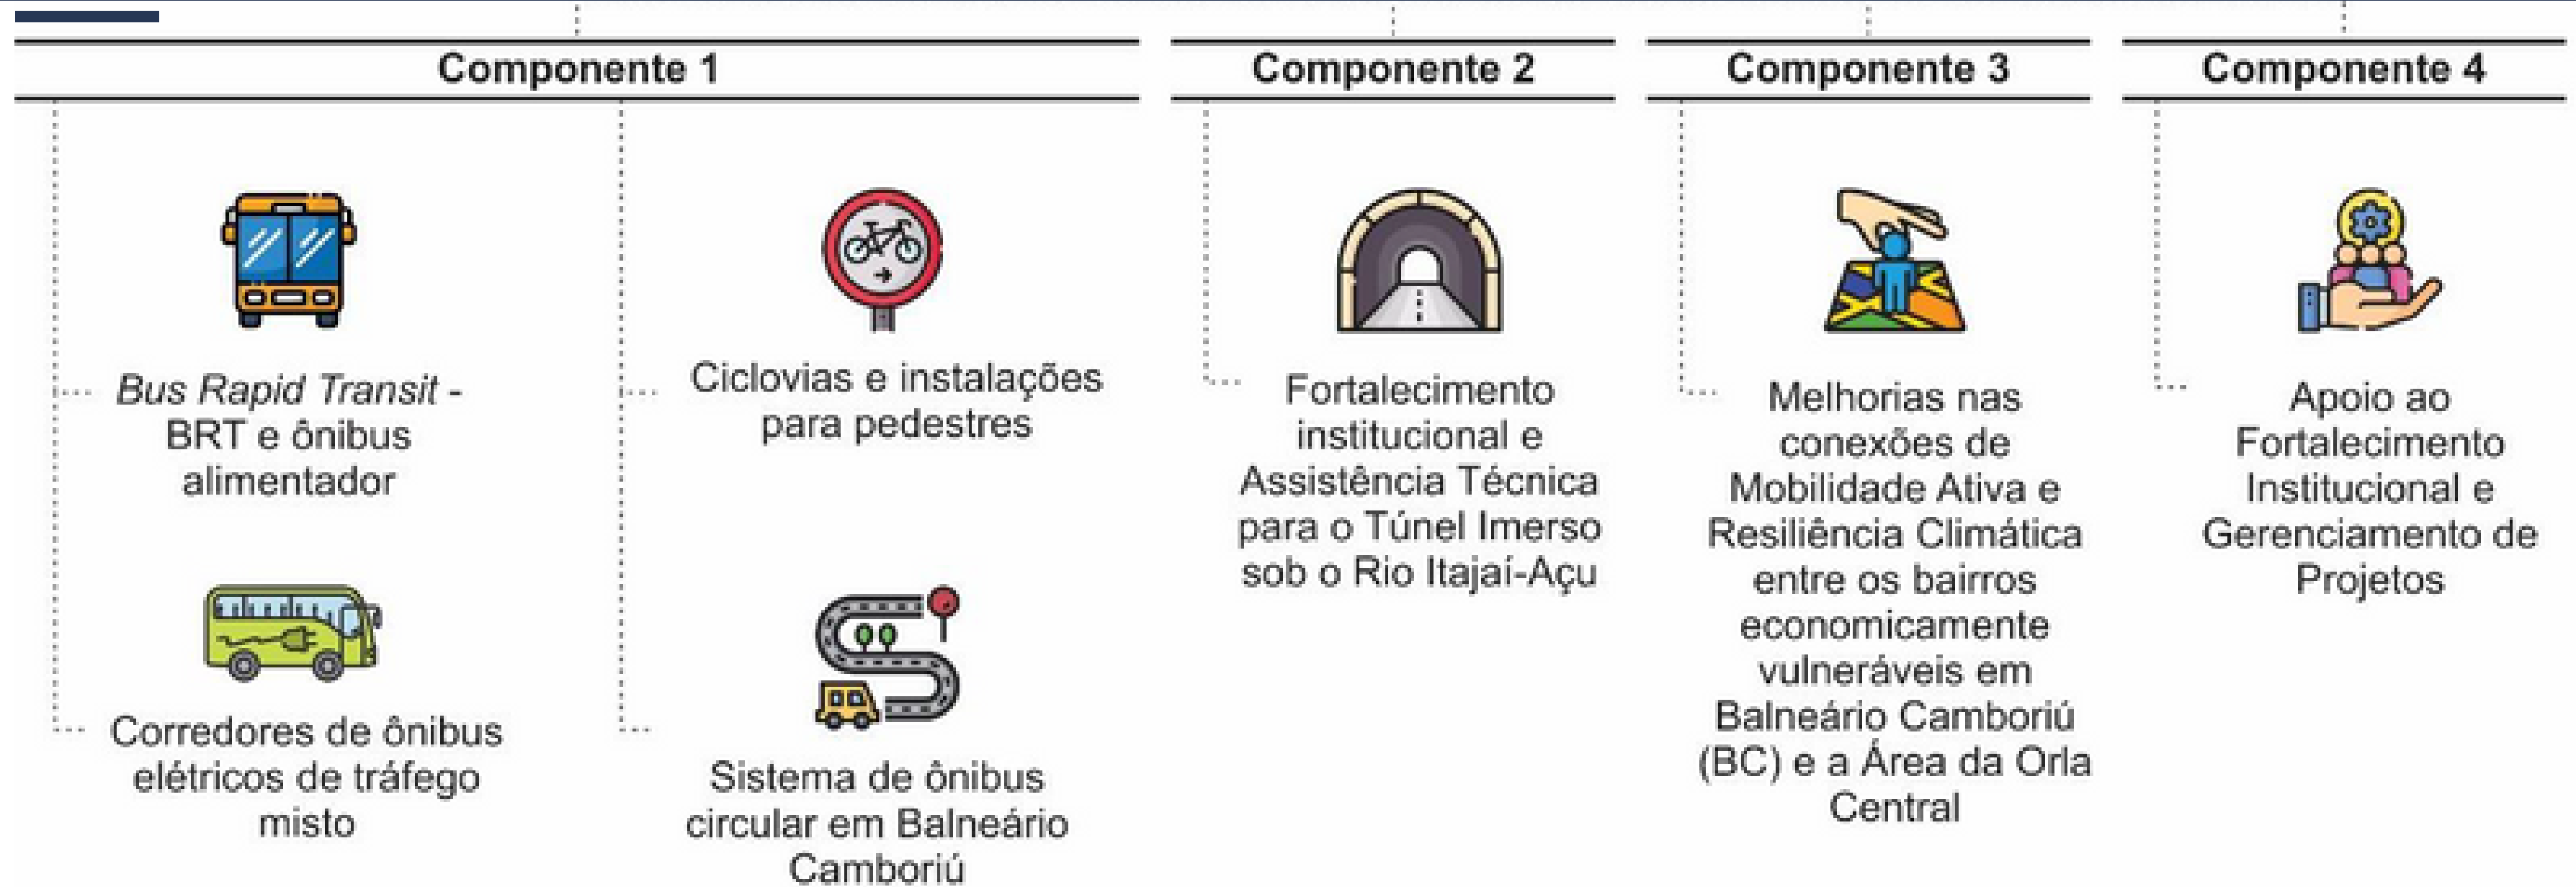 Componente 1
Bus Rapid Transit -
BRT e ônibus
alimentador
Corredores de ônibus
elétricos de tráfego
misto
Ciclovias e instalações
para pedestres
Sistema de ônibus
circular em Balneário
Camboriú
Componente 2
Fortalecimento
institucional e
Assistência Técnica
para o Túnel Imerso
sob o Rio Itajaí-Açu
Componente 3
Melhorias nas
conexões de
Mobilidade Ativa e
Resiliência Climática
entre os bairros
economicamente
vulneráveis em
Balneário Camboriú
(BC) e a Área da Orla
Central
Componente 4
Apoio ao
Fortalecimento
Institucional e
Gerenciamento de
Projetos